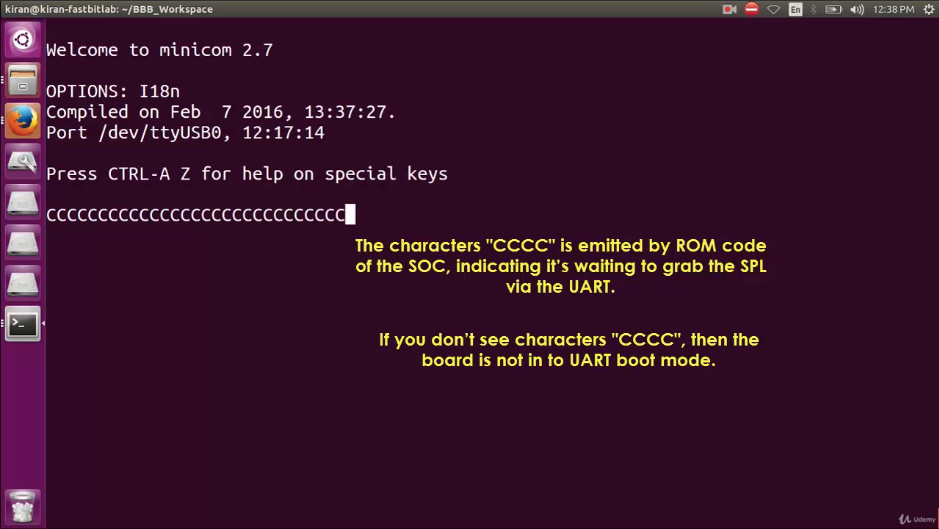 kiran@kiran-fastbitlab: ~/BBB_Workspace
En
12:38 PM
Welcome to minicom 2.7
OPTIONS: I18n
Compiled on Feb  7 2016, 13:37:27.
Port /dev/ttyUSB0, 12:17:14
Press CTRL-A Z for help on special keys
CCCCCCCCCCCCCCCCCCCCCCCCCCCCC
The characters "CCCC" is emitted by ROM code
of the SOC, indicating it's waiting to grab the SPL
via the UART.
If you don't see characters "CCCC", then the
board is not in to UART boot mode.
>_
Udemy